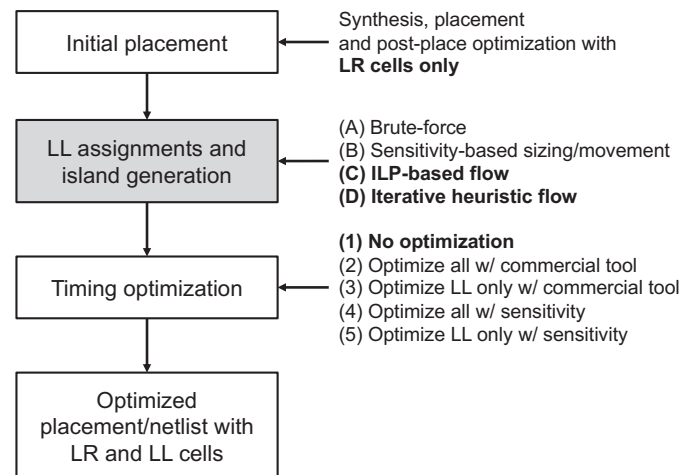 Initial placement
Synthesis, placement
and post-place optimization with
LR cells only
LL assignments and
island generation
(A) Brute-force
(B) Sensitivity-based sizing/movement
(C) ILP-based flow
(D) Iterative heuristic flow
Timing optimization
(1) No optimization
(2) Optimize all w/ commercial tool
(3) Optimize LL only w/ commercial tool
(4) Optimize all w/ sensitivity
(5) Optimize LL only w/ sensitivity
Optimized
placement/netlist with
LR and LL cells